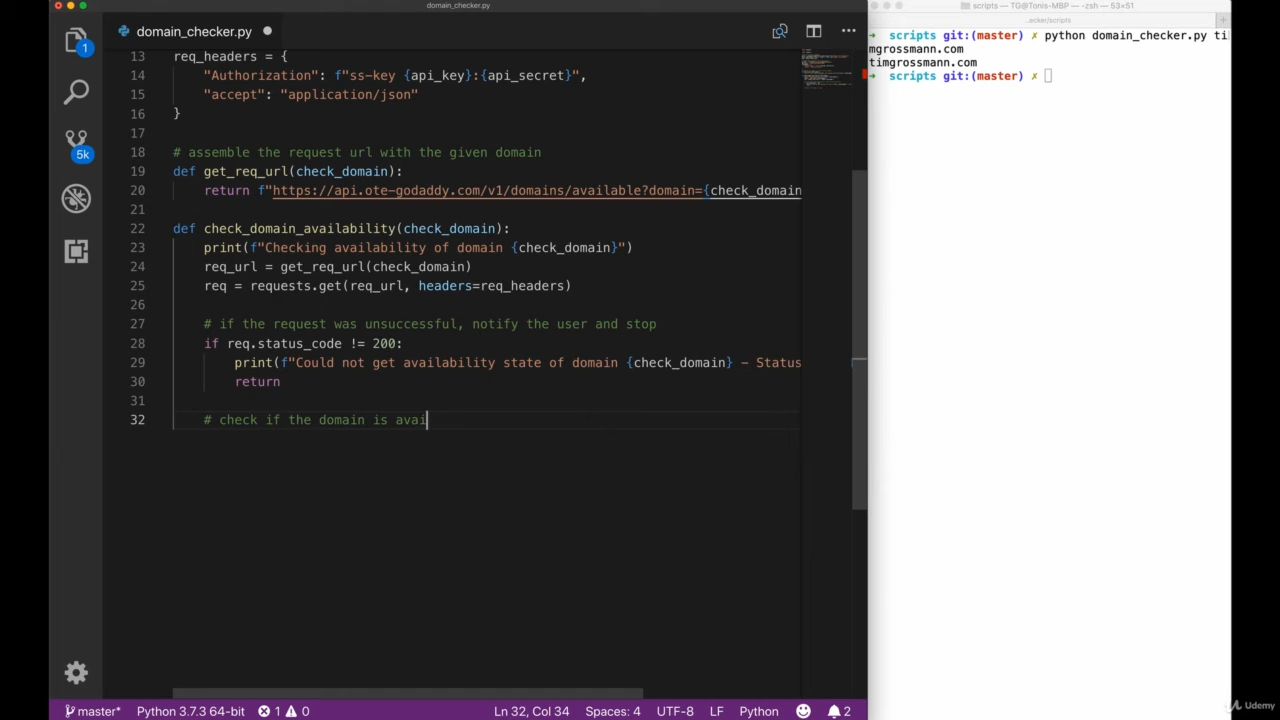 domain_checker.py
scripts — TG@Tonis-MBP — -zsh — 53×51
domain_checker.py
...ecker/scripts
1
➜ scripts git:(master) ✗ python domain_checker.py ti
mgrossmann.com
timgrossmann.com
➜ scripts git:(master) ✗
13 req_headers = {
14 "Authorization": f"ss-key {api_key}:{api_secret}",
15 "Accept": "application/json"
16 }
17
18 # assemble the request url with the given domain
19 def get_req_url(check_domain):
20 return f"https://api.ote-godaddy.com/v1/domains/available?domain={check_domain
21
22 def check_domain_availability(check_domain):
23 print(f"Checking availability of domain {check_domain}")
24 req_url = get_req_url(check_domain)
25 req = requests.get(req_url, headers=req_headers)
26
27 # if the request was unsuccessful, notify the user and stop
28 if req.status_code != 200:
29 print(f"Could not get availability state of domain {check_domain} - Status
30 return
31
32 # check if the domain is avai
5k
master* Python 3.7.3 64-bit 1 0 Ln 32, Col 34 Spaces: 4 UTF-8 LF Python 2
Udemy